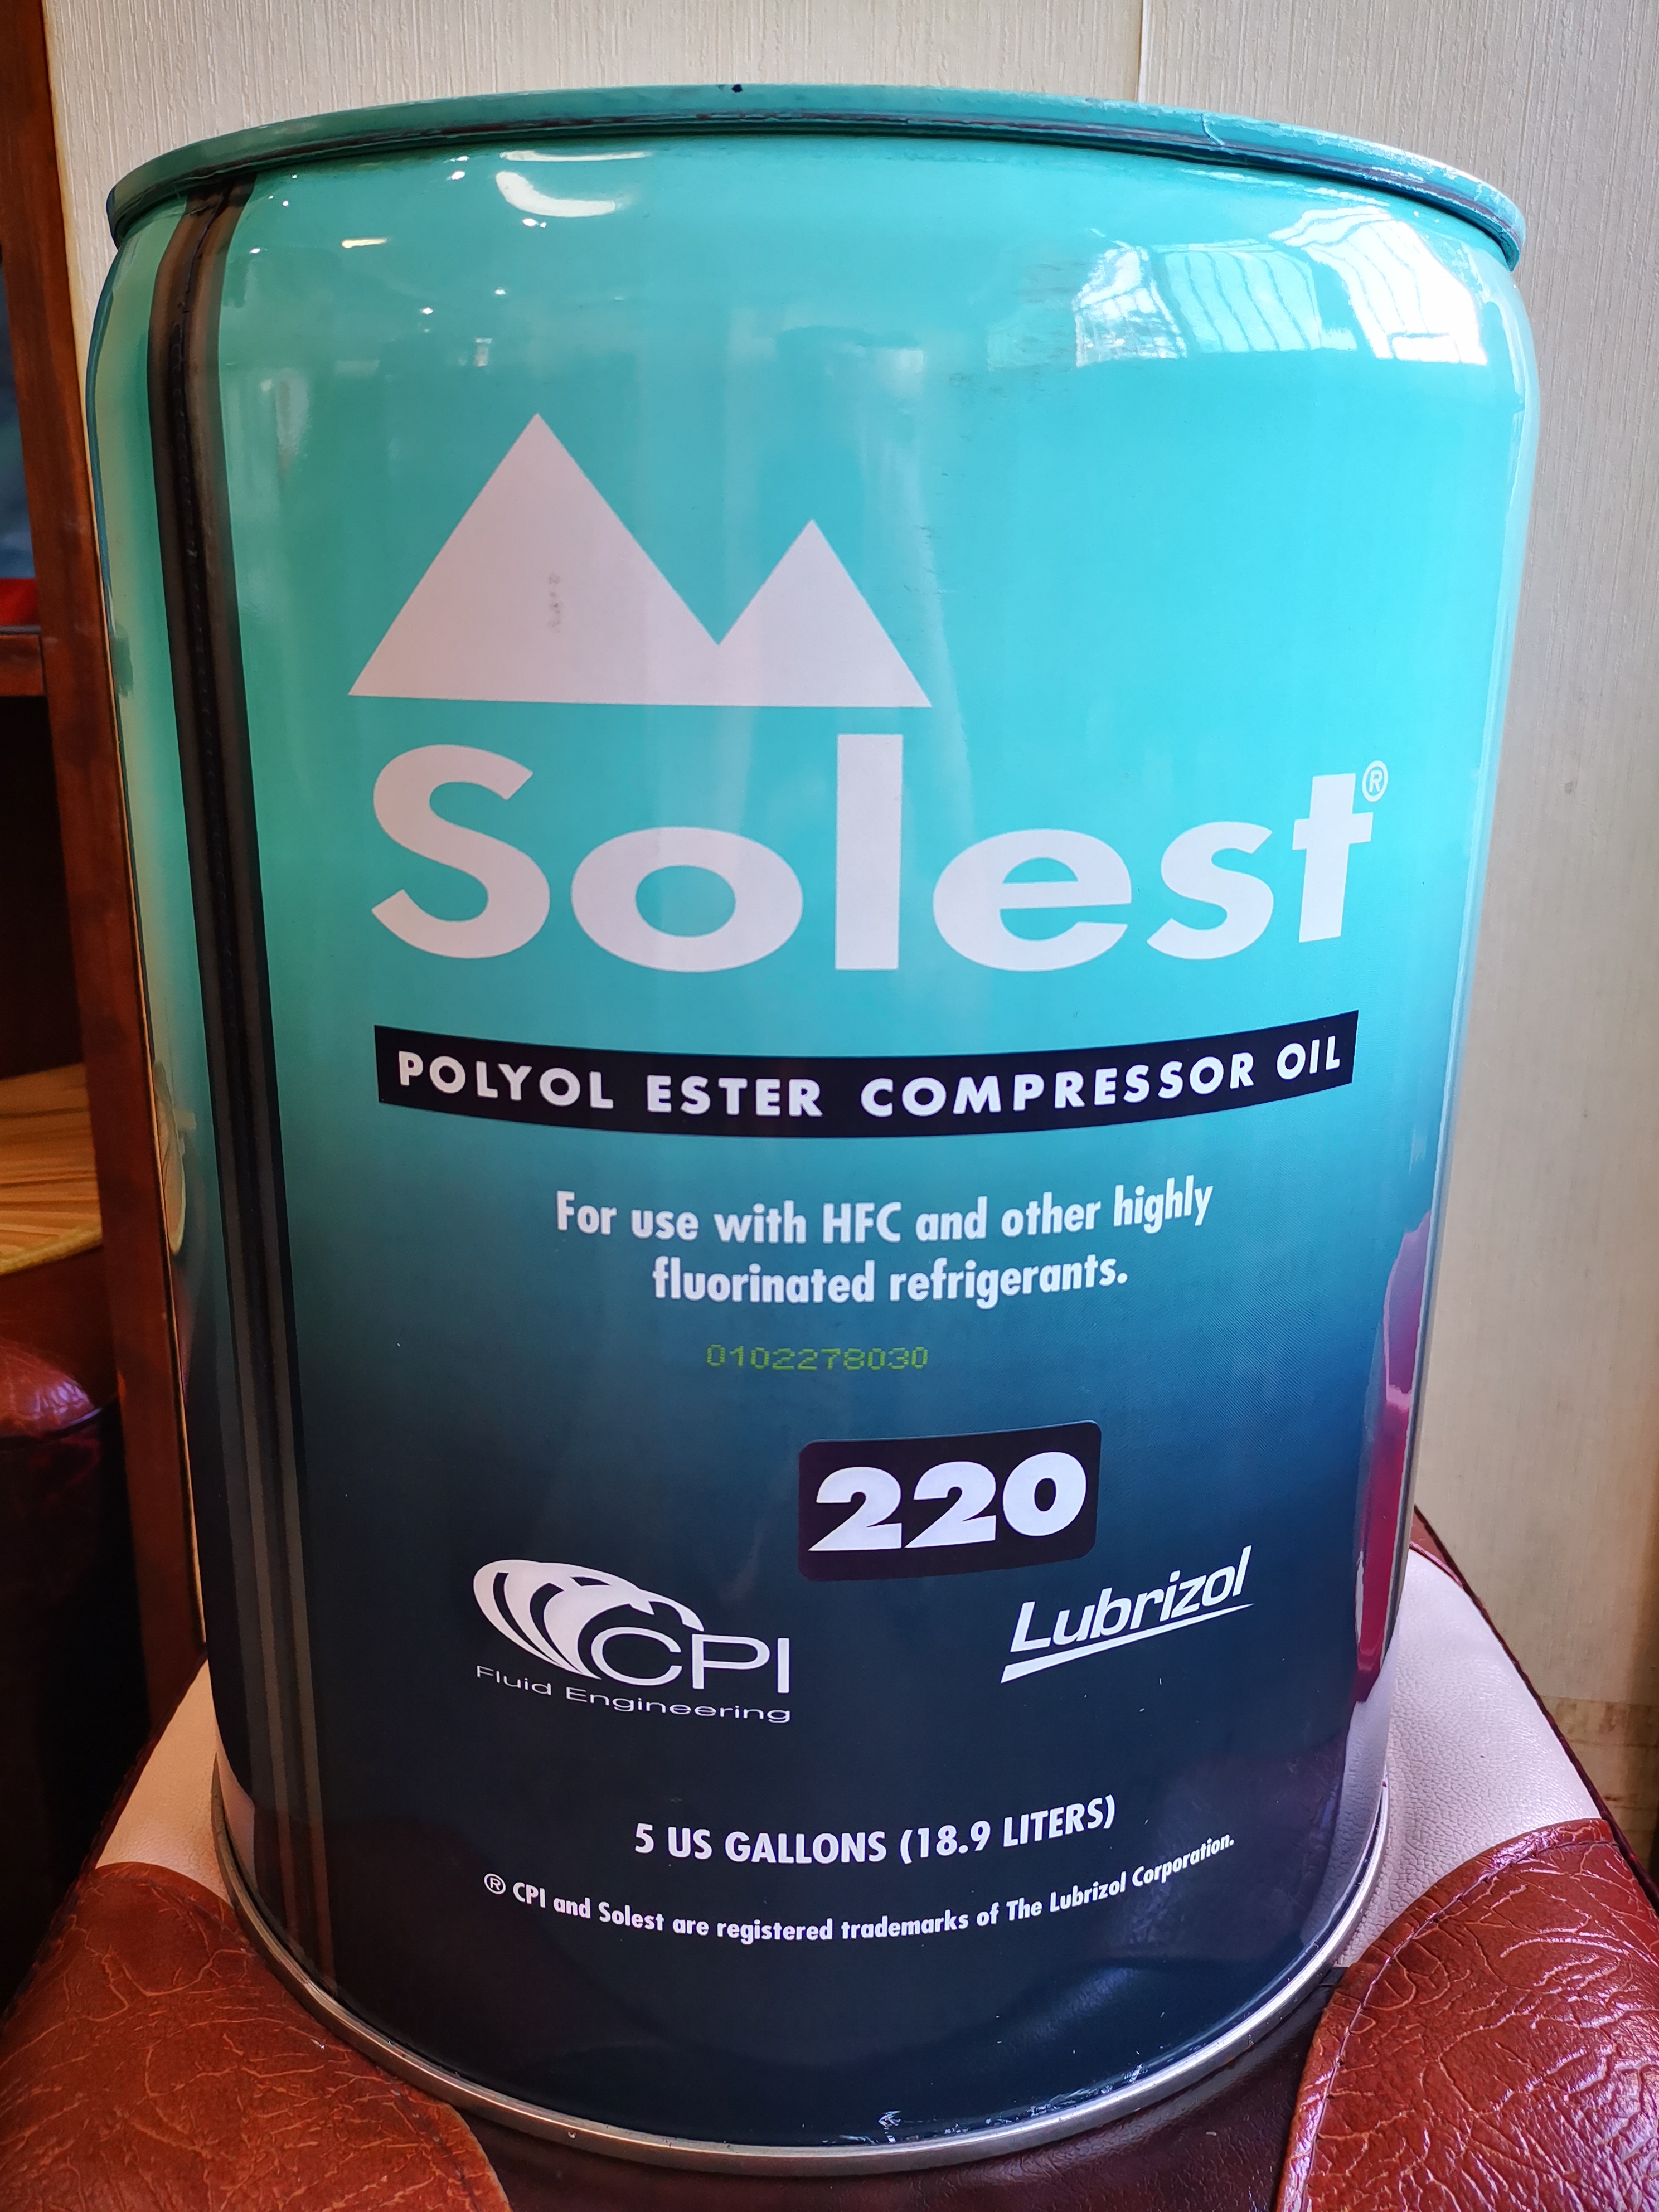 Solest®
POLYOL ESTER COMPRESSOR OIL
For use with HFC and other highly
fluorinated refrigerants.
0102278030
220
CPI
Fluid Engineering
Lubrizol
5 US GALLONS (18.9 LITERS)
® CPI and Solest are registered trademarks of The Lubrizol Corporation.